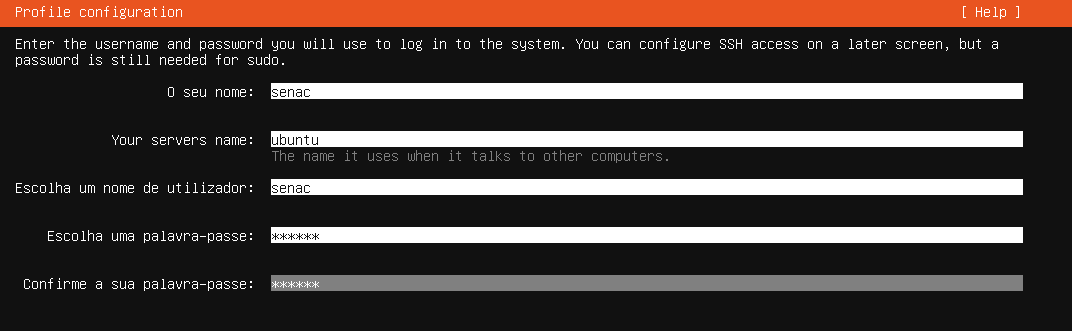 Profile configuration [ Help ]
Enter the username and password you will use to log in to the system. You can configure SSH access on a later screen, but a
password is still needed for sudo.
O seu nome: senac
Your servers name: ubuntu
The name it uses when it talks to other computers.
Escolha um nome de utilizador: senac
Escolha uma palavra-passe: ******
Confirme a sua palavra-passe: ******